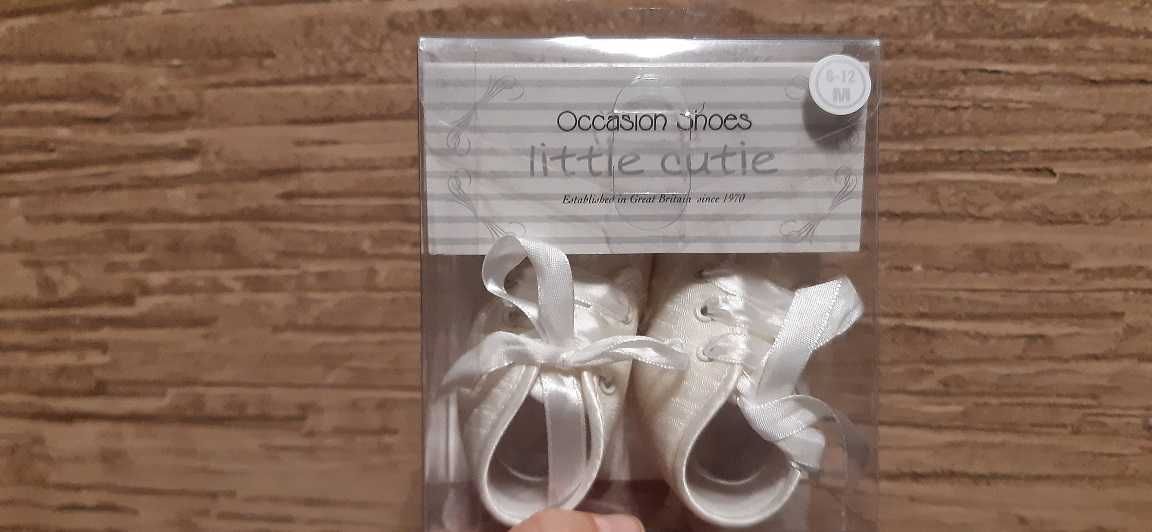 6-12
M
Occasion Shoes
little cutie
Established in Great Britain since 1970